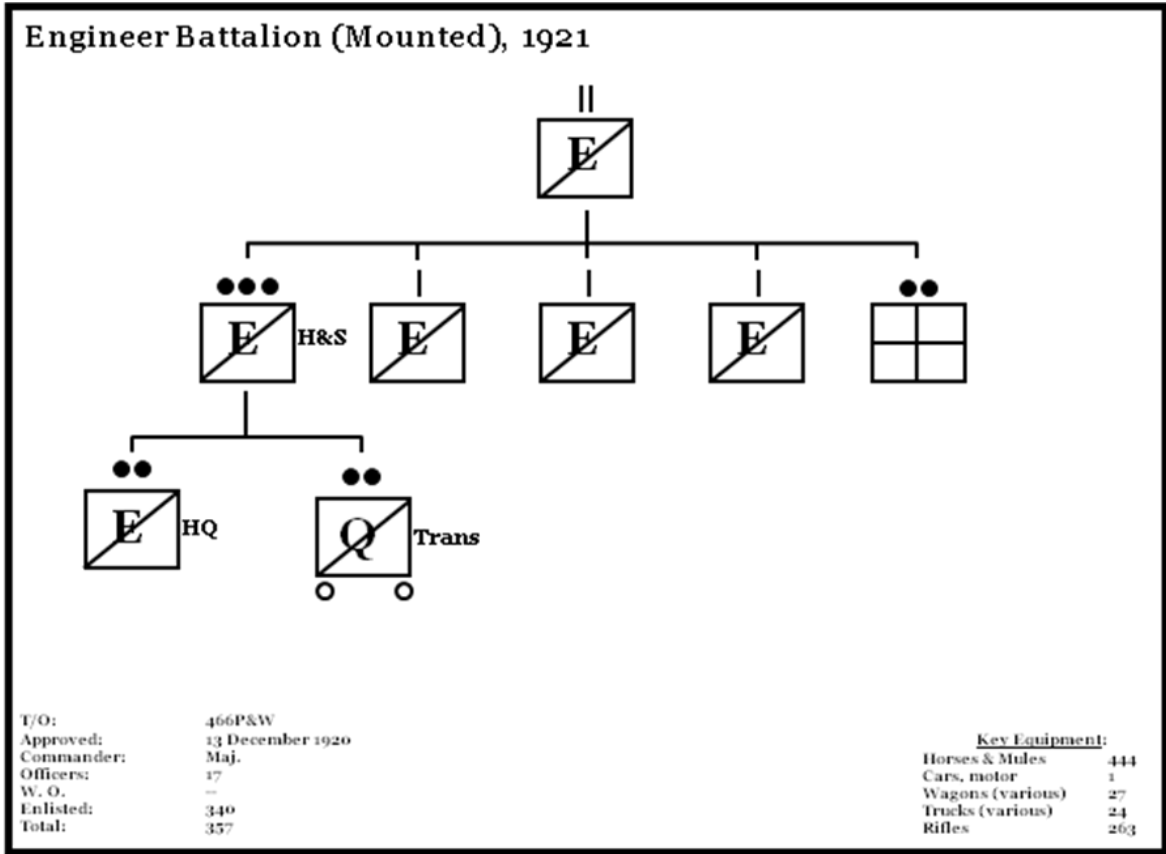 Engineer Battalion (Mounted), 1921
E
E H&S E E E
E HQ Q Trans
T/O: 466P&W
Approved: 13 December 1920
Commander: Maj.
Officers: 17
W. O. --
Enlisted: 340
Total: 357
Key Equipment:
Horses & Mules 444
Cars, motor 1
Wagons (various) 27
Trucks (various) 24
Rifles 263